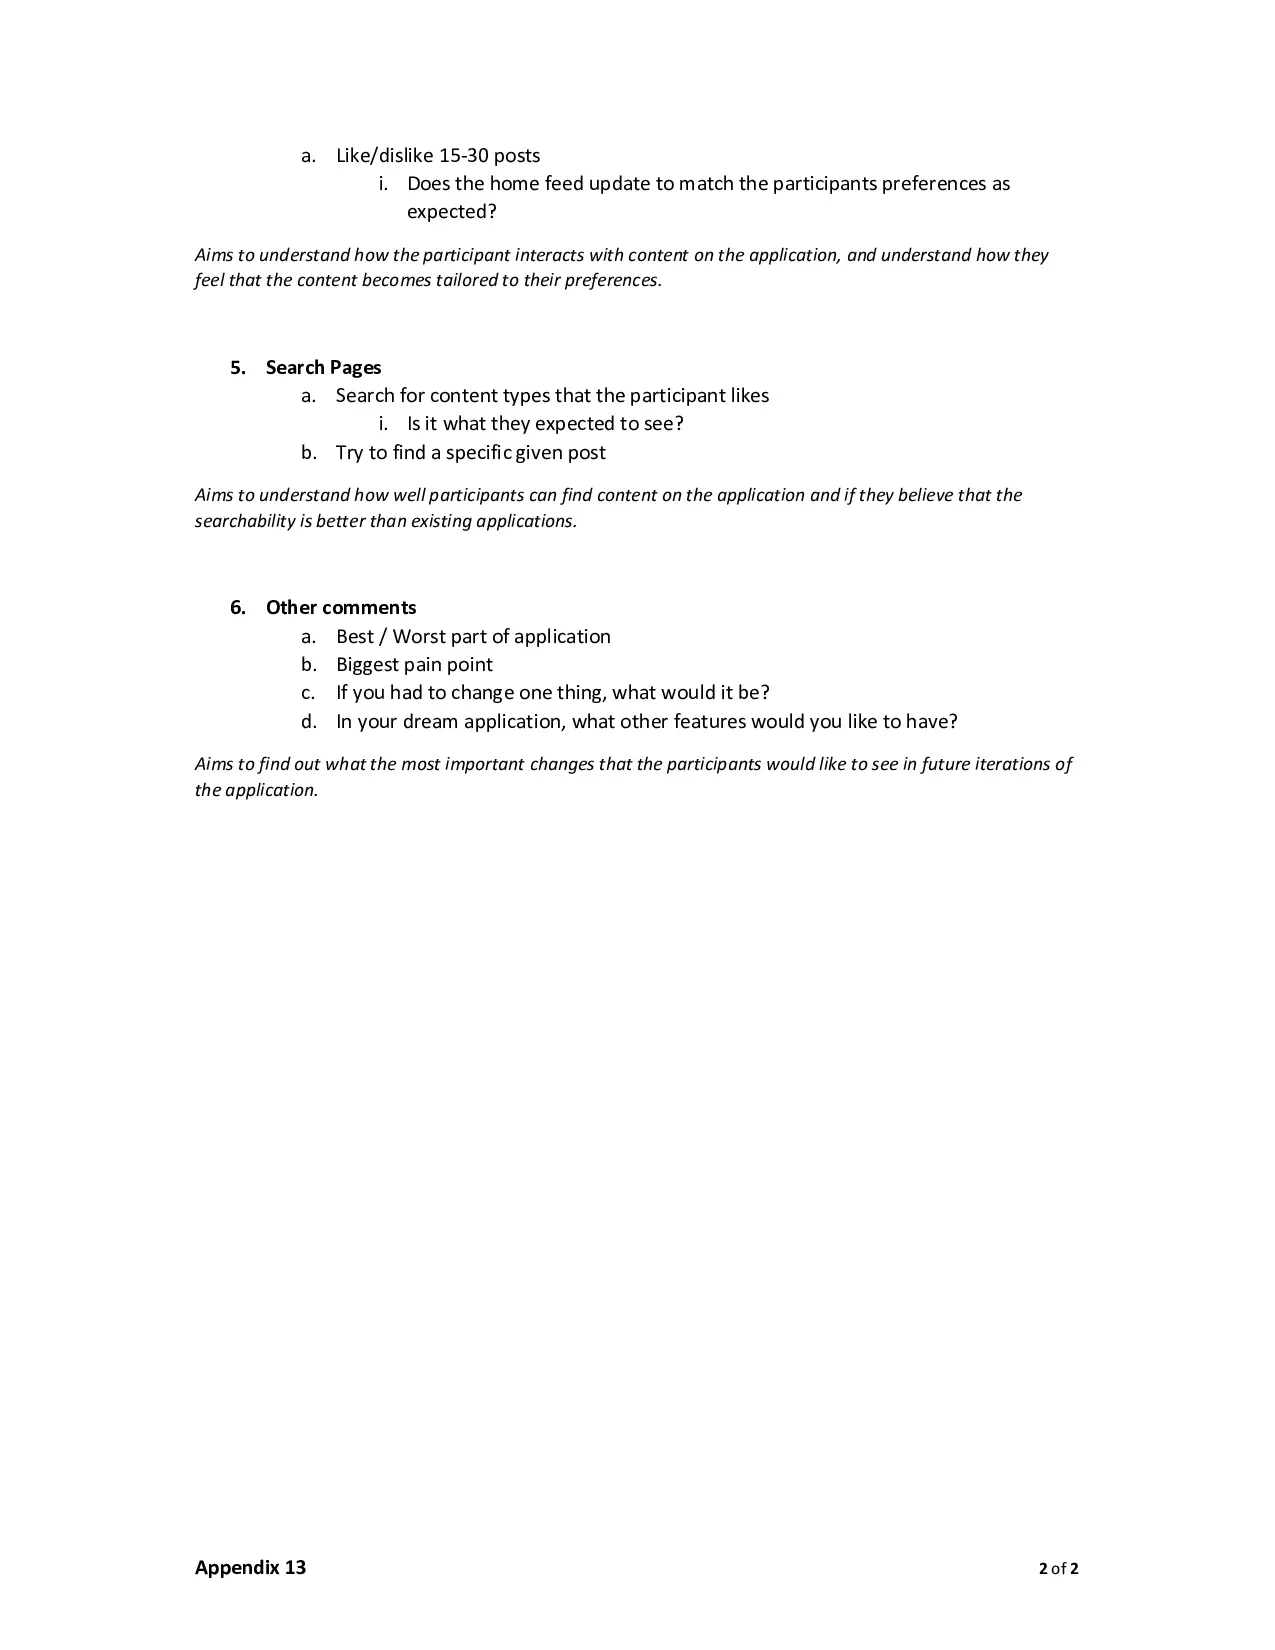 a. Like/dislike 15-30 posts
i. Does the home feed update to match the participants preferences as
expected?
Aims to understand how the participant interacts with content on the application, and understand how they
feel that the content becomes tailored to their preferences.
5. Search Pages
a. Search for content types that the participant likes
i. Is it what they expected to see?
b. Try to find a specific given post
Aims to understand how well participants can find content on the application and if they believe that the
searchability is better than existing applications.
6. Other comments
a. Best / Worst part of application
b. Biggest pain point
c. If you had to change one thing, what would it be?
d. In your dream application, what other features would you like to have?
Aims to find out what the most important changes that the participants would like to see in future iterations of
the application.
Appendix 13 2 of 2